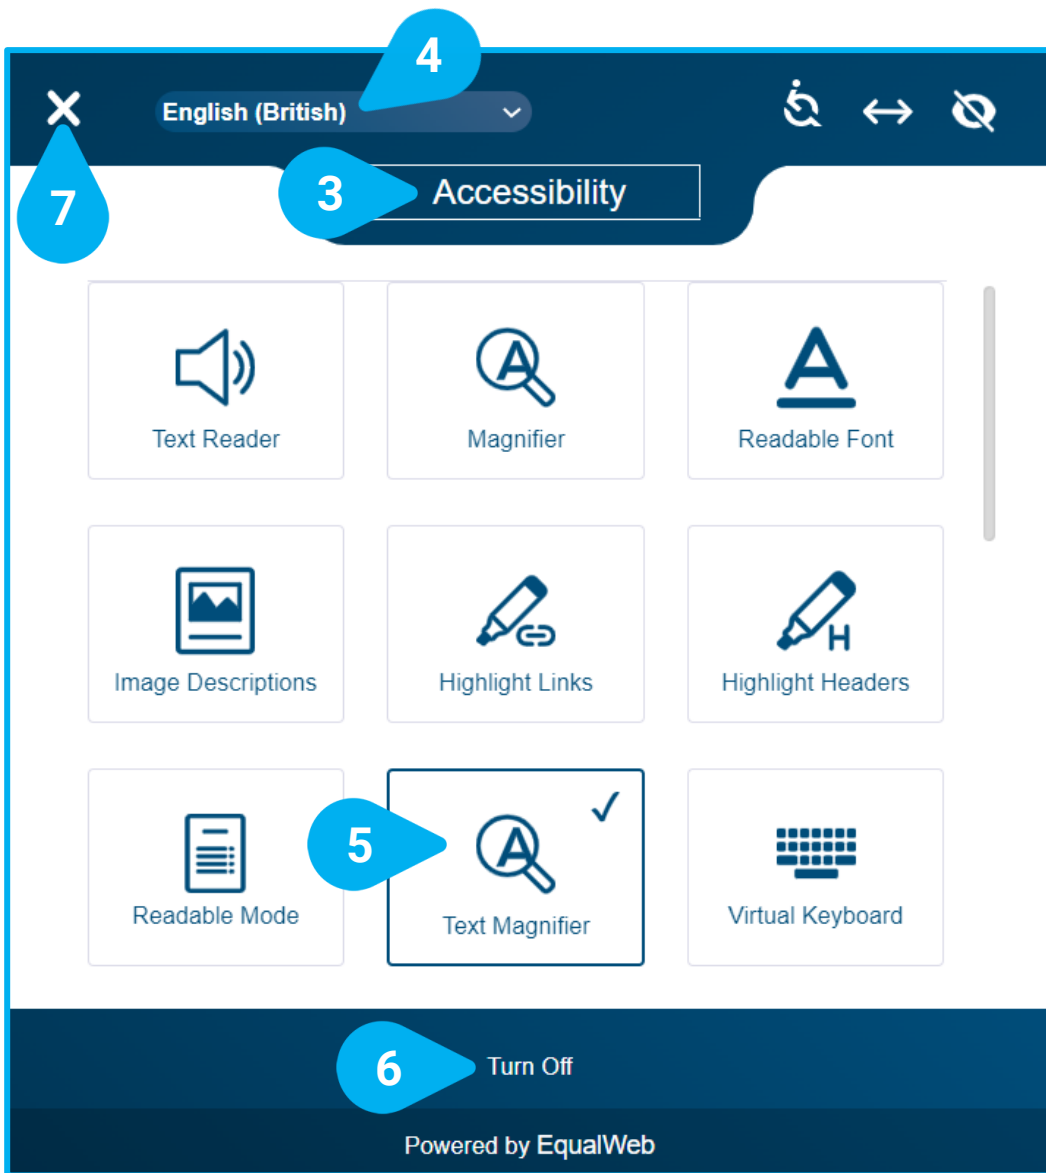 4
English (British)
7
3
Accessibility
Text Reader
Magnifier
Readable Font
Image Descriptions
Highlight Links
H
Highlight Headers
5
Readable Mode
Text Magnifier
Virtual Keyboard
6
Turn Off
Powered by EqualWeb